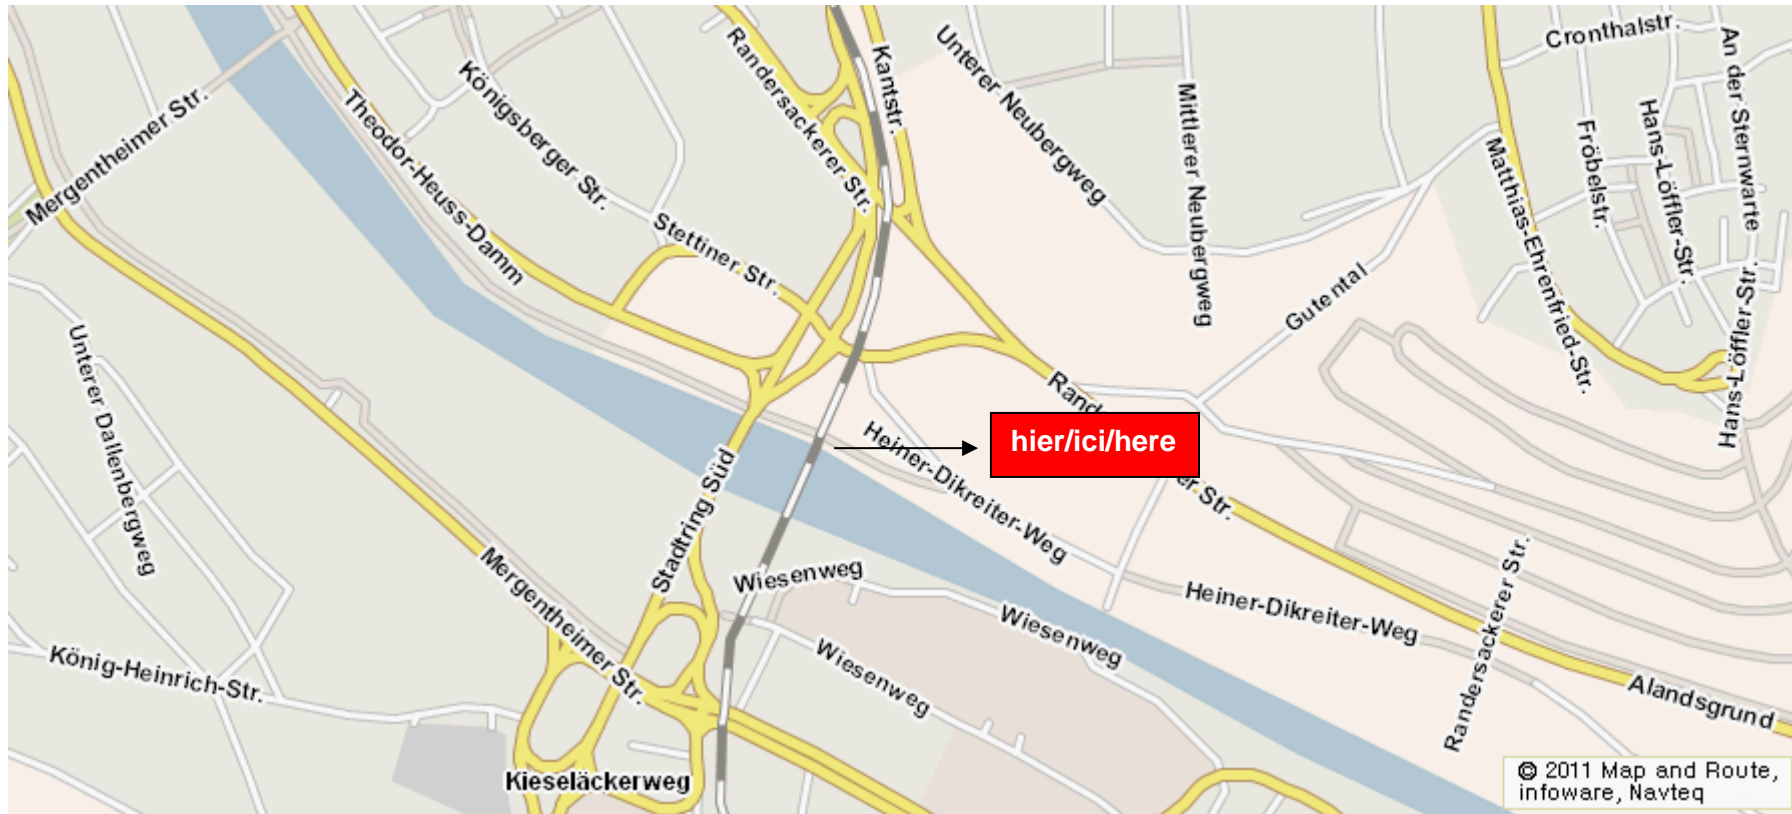 Cronthalstr.
An der Sternwarte
Kantstr.
Unterer Neubergweg
Randersackerer Str.
Königsberger Str.
Mergentheimer Str.
Theodor-Heuss-Damm
Mittlerer Neubergweg
Fröbelstr.
Hans-Löffler-Str.
Matthias-Ehrenfried-Str.
Stettiner Str.
Gutental
Hans-Löffler-Str.
Unterer Dallenbergweg
Rand
er Str.
hier/ici/here
Heiner-Dikreiter-Weg
Stadtring Süd
Wiesenweg
Mergentheimer Str.
Heiner-Dikreiter-Weg
Wiesenweg
Randersackerer Str.
König-Heinrich-Str.
Wiesenweg
Alandsgrund
Kieseläckerweg
© 2011 Map and Route,
infoware, Navteq